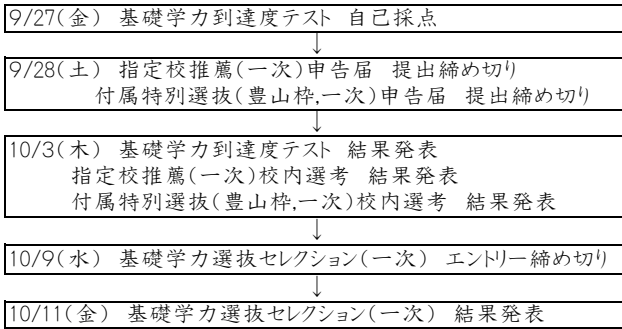 9/27(金) 基礎学力到達度テスト 自己採点
↓
9/28(土) 指定校推薦(一次)申告届 提出締め切り
付属特別選抜(豊山枠,一次)申告届 提出締め切り
↓
10/3(木) 基礎学力到達度テスト 結果発表
指定校推薦(一次)校内選考 結果発表
付属特別選抜(豊山枠,一次)校内選考 結果発表
↓
10/9(水) 基礎学力選抜セレクション(一次) エントリー締め切り
↓
10/11(金) 基礎学力選抜セレクション(一次) 結果発表